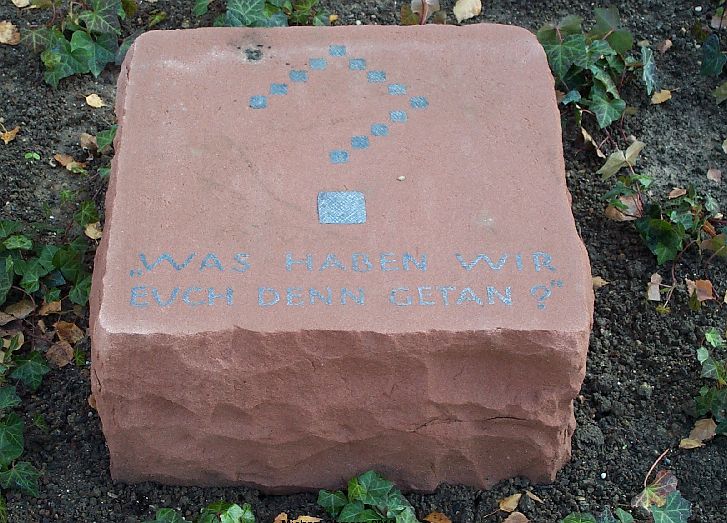 „WAS HABEN WIR
EUCH DENN GETAN ?“